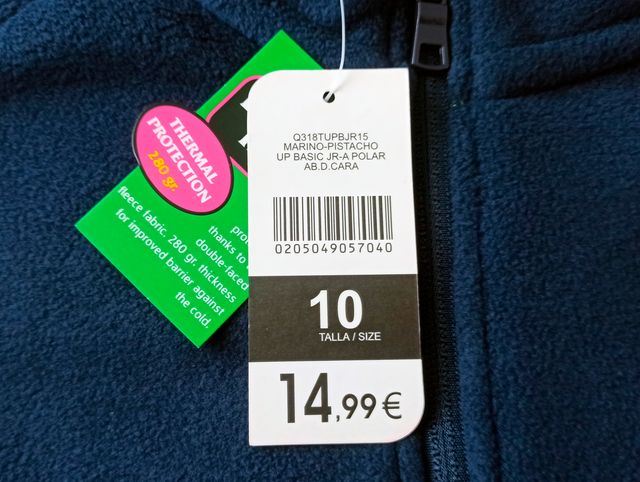 THERMAL
PROTECTION
280 gr.
thanks to
double-faced
fleece fabric, 280 gr. thickness
for improved barrier against
the cold.
Q318TUPBJR15
MARINO-PISTACHO
UP BASIC JR-A POLAR
AB.D.CARA
0205049057040
10
TALLA / SIZE
14,99€